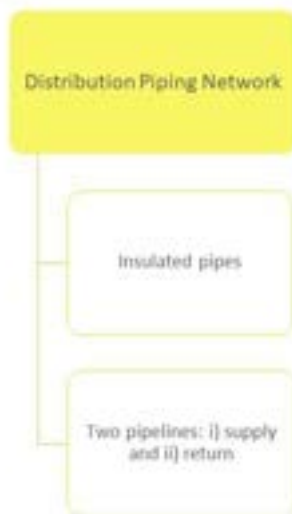 Distribution Piping Network
Insulated pipes
Two pipelines: i) supply
and ii) return